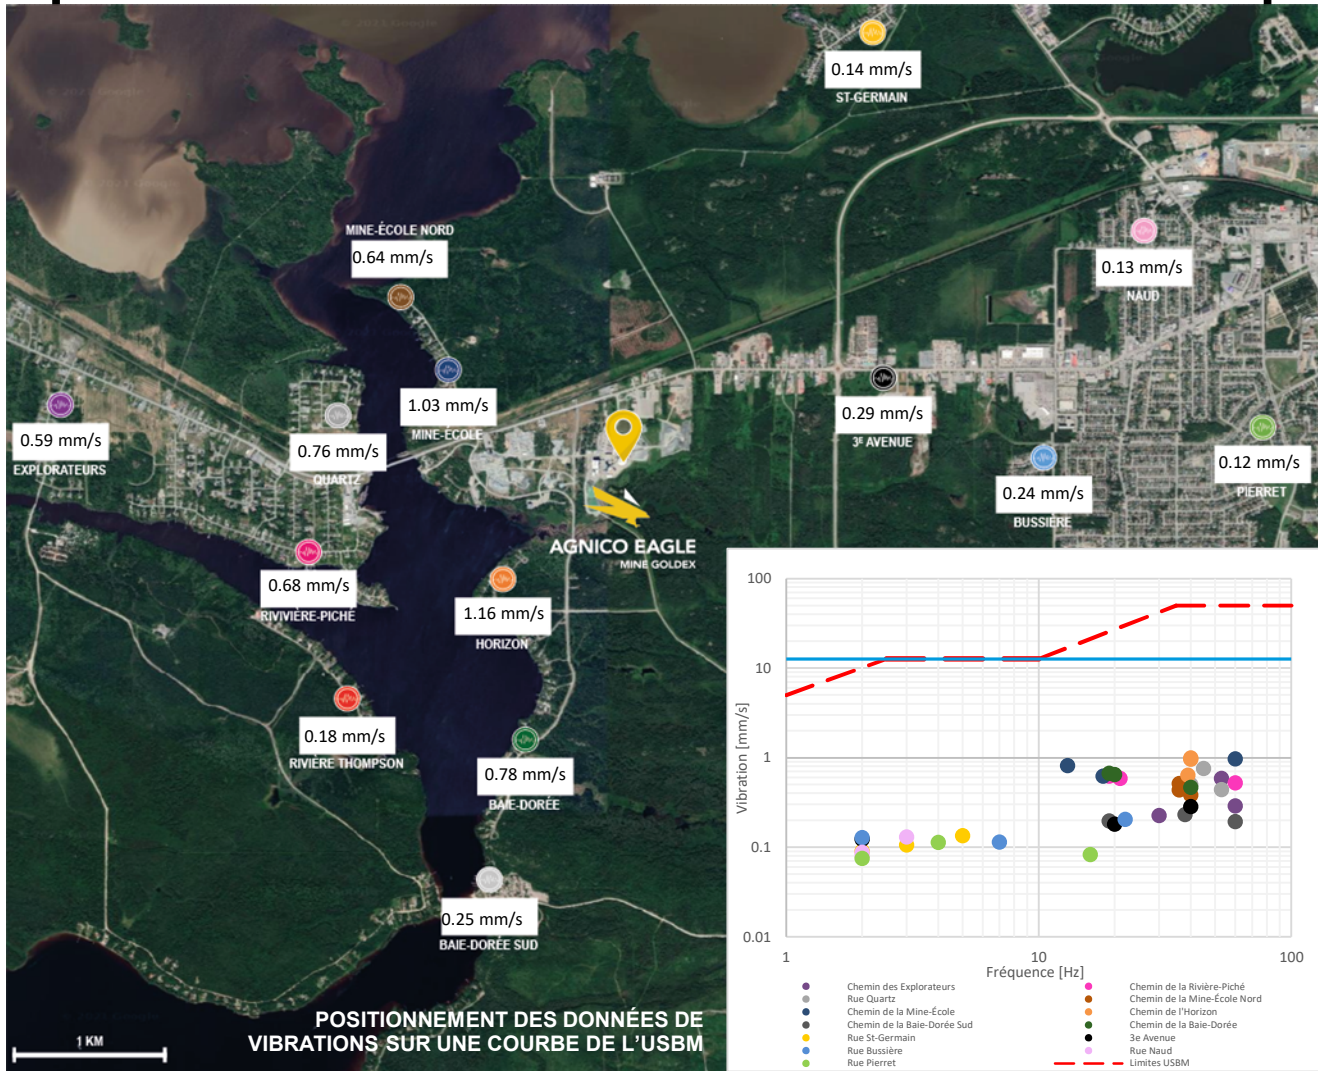 0.14 mm/s
ST-GERMAIN
MINE-ÉCOLE NORD
0.64 mm/s
0.13 mm/s
NAUD
1.03 mm/s
MINE-ÉCOLE
0.59 mm/s
EXPLORATEURS
0.76 mm/s
QUARTZ
0.29 mm/s
3E AVENUE
0.12 mm/s
PIERRET
0.24 mm/s
BUSSIÈRE
AGNICO EAGLE
MINE GOLDEX
0.68 mm/s
RIVIVIÈRE-PICHÉ
1.16 mm/s
HORIZON
0.18 mm/s
RIVIÈRE THOMPSON
0.78 mm/s
BAIE-DORÉE
0.25 mm/s
BAIE-DORÉE SUD
POSITIONNEMENT DES DONNÉES DE
VIBRATIONS SUR UNE COURBE DE L'USBM
1 KM
100
10
1
0.1
0.01
Vibration [mm/s]
1
10
100
Fréquence [Hz]
Chemin des Explorateurs
Chemin de la Rivière-Piché
Rue Quartz
Chemin de la Mine-École Nord
Chemin de la Mine-École
Chemin de l'Horizon
Chemin de la Baie-Dorée Sud
Chemin de la Baie-Dorée
Rue St-Germain
3e Avenue
Rue Bussière
Rue Naud
Rue Pierret
Limites USBM